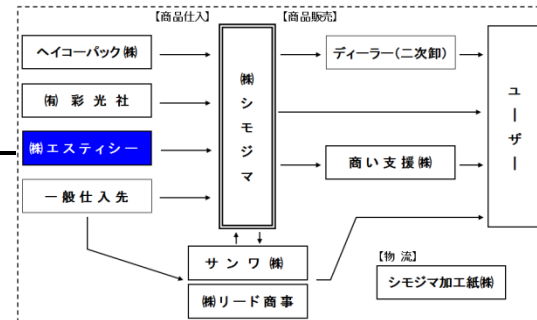 【商品仕入】
【商品販売】
ヘイコーパック㈱
㈲ 彩光社
㈱エスティシー
一般仕入先
㈱シモジマ
ディーラー（二次卸）
商い支援㈱
ユーザー
サンワ㈱
㈱リード商事
【物 流】
シモジマ加工紙㈱